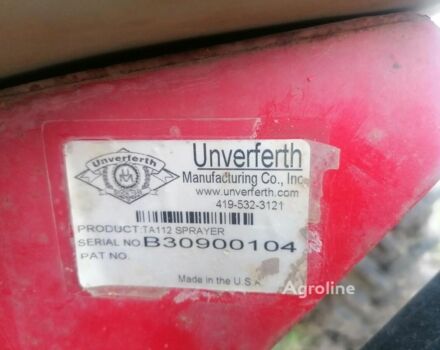 Unverferth
Unverferth
Manufacturing Co., Inc.
www.unverferth.com
419-532-3121
PRODUCT:TA112 SPRAYER
SERIAL NO.B30900104
PAT NO.
Made in the U.S.A.
Agroline